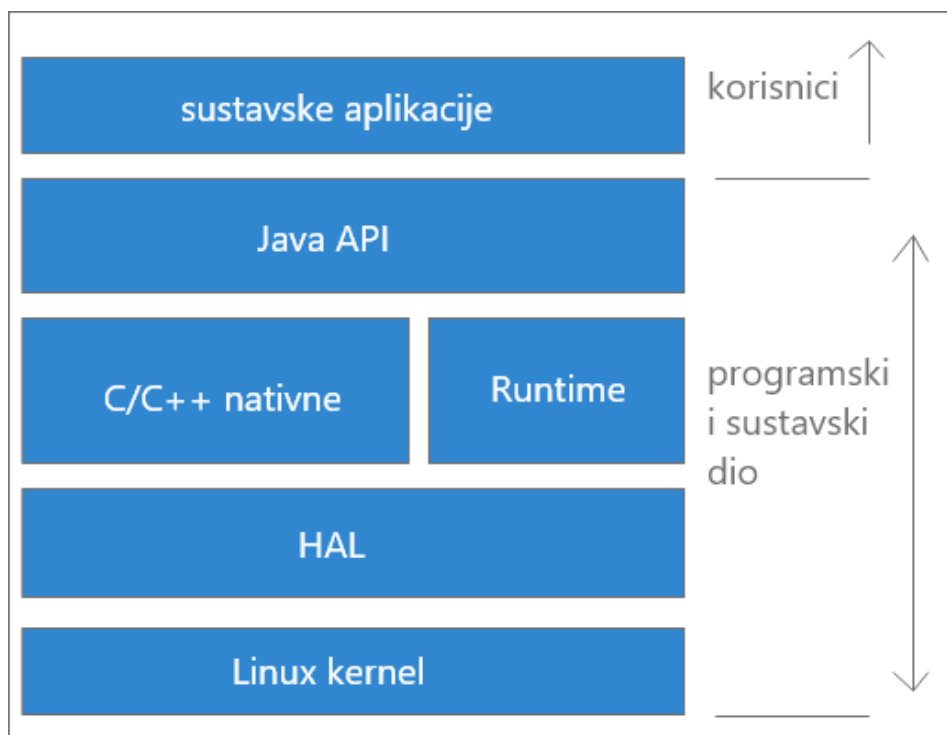 sustavske aplikacije
korisnici
Java API
C/C++ nativne
Runtime
programski
i sustavski
dio
HAL
Linux kernel